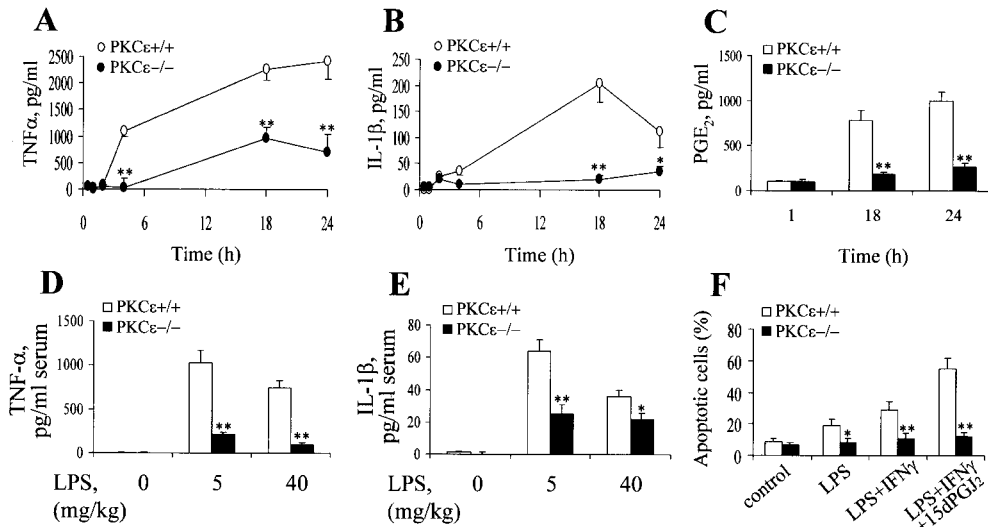 A
PKCε+/+
PKCε−/−
TNFα, pg/ml
2500
2000
1500
1000
500
0
**
**
**
0 6 12 18 24
Time (h)
B
PKCε+/+
PKCε−/−
IL-1β, pg/ml
250
200
150
100
50
0
**
*
0 6 12 18 24
Time (h)
C
PKCε+/+
PKCε−/−
PGE₂, pg/ml
1500
1000
500
0
**
**
1 18 24
Time (h)
D
PKCε+/+
PKCε−/−
TNF-α,
pg/ml serum
1500
1000
500
0
**
**
LPS, 0 5 40
(mg/kg)
E
PKCε+/+
PKCε−/−
IL-1β,
pg/ml serum
80
60
40
20
0
**
*
LPS, 0 5 40
(mg/kg)
F
PKCε+/+
PKCε−/−
Apoptotic cells (%)
80
60
40
20
0
*
**
**
control
LPS
LPS+IFNγ
LPS+IFNγ
+15dPGJ₂